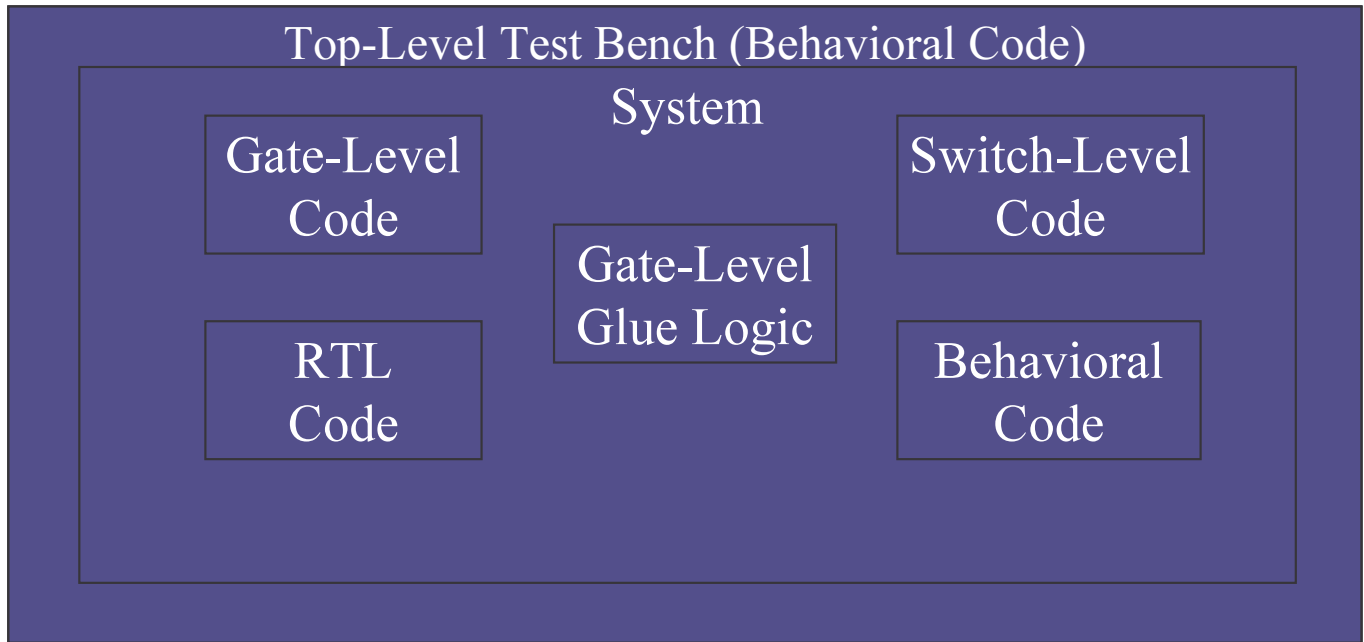 Top-Level Test Bench (Behavioral Code)
System
Gate-Level
Code
Switch-Level
Code
Gate-Level
Glue Logic
RTL
Code
Behavioral
Code